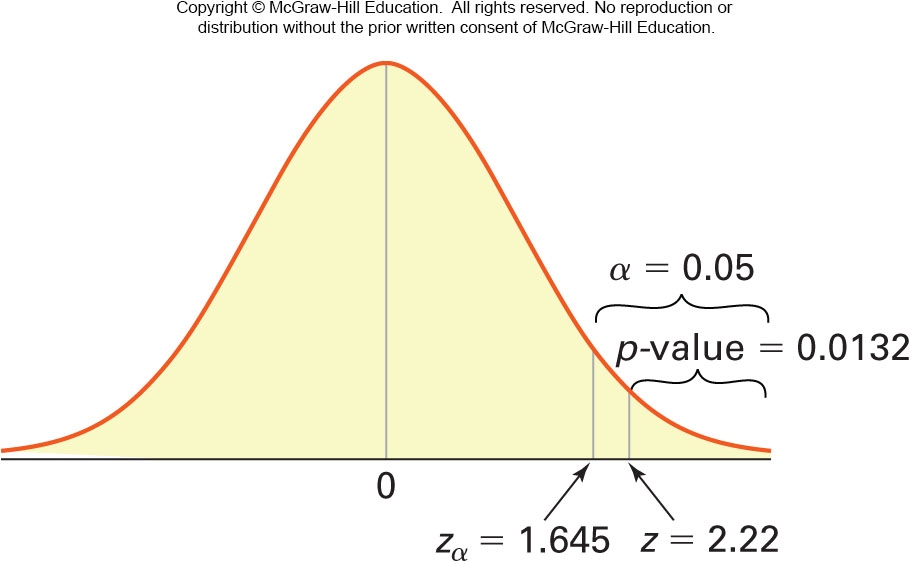 Copyright © McGraw-Hill Education.  All rights reserved. No reproduction or
distribution without the prior written consent of McGraw-Hill Education.
α = 0.05
p-value = 0.0132
0
zα = 1.645
z = 2.22